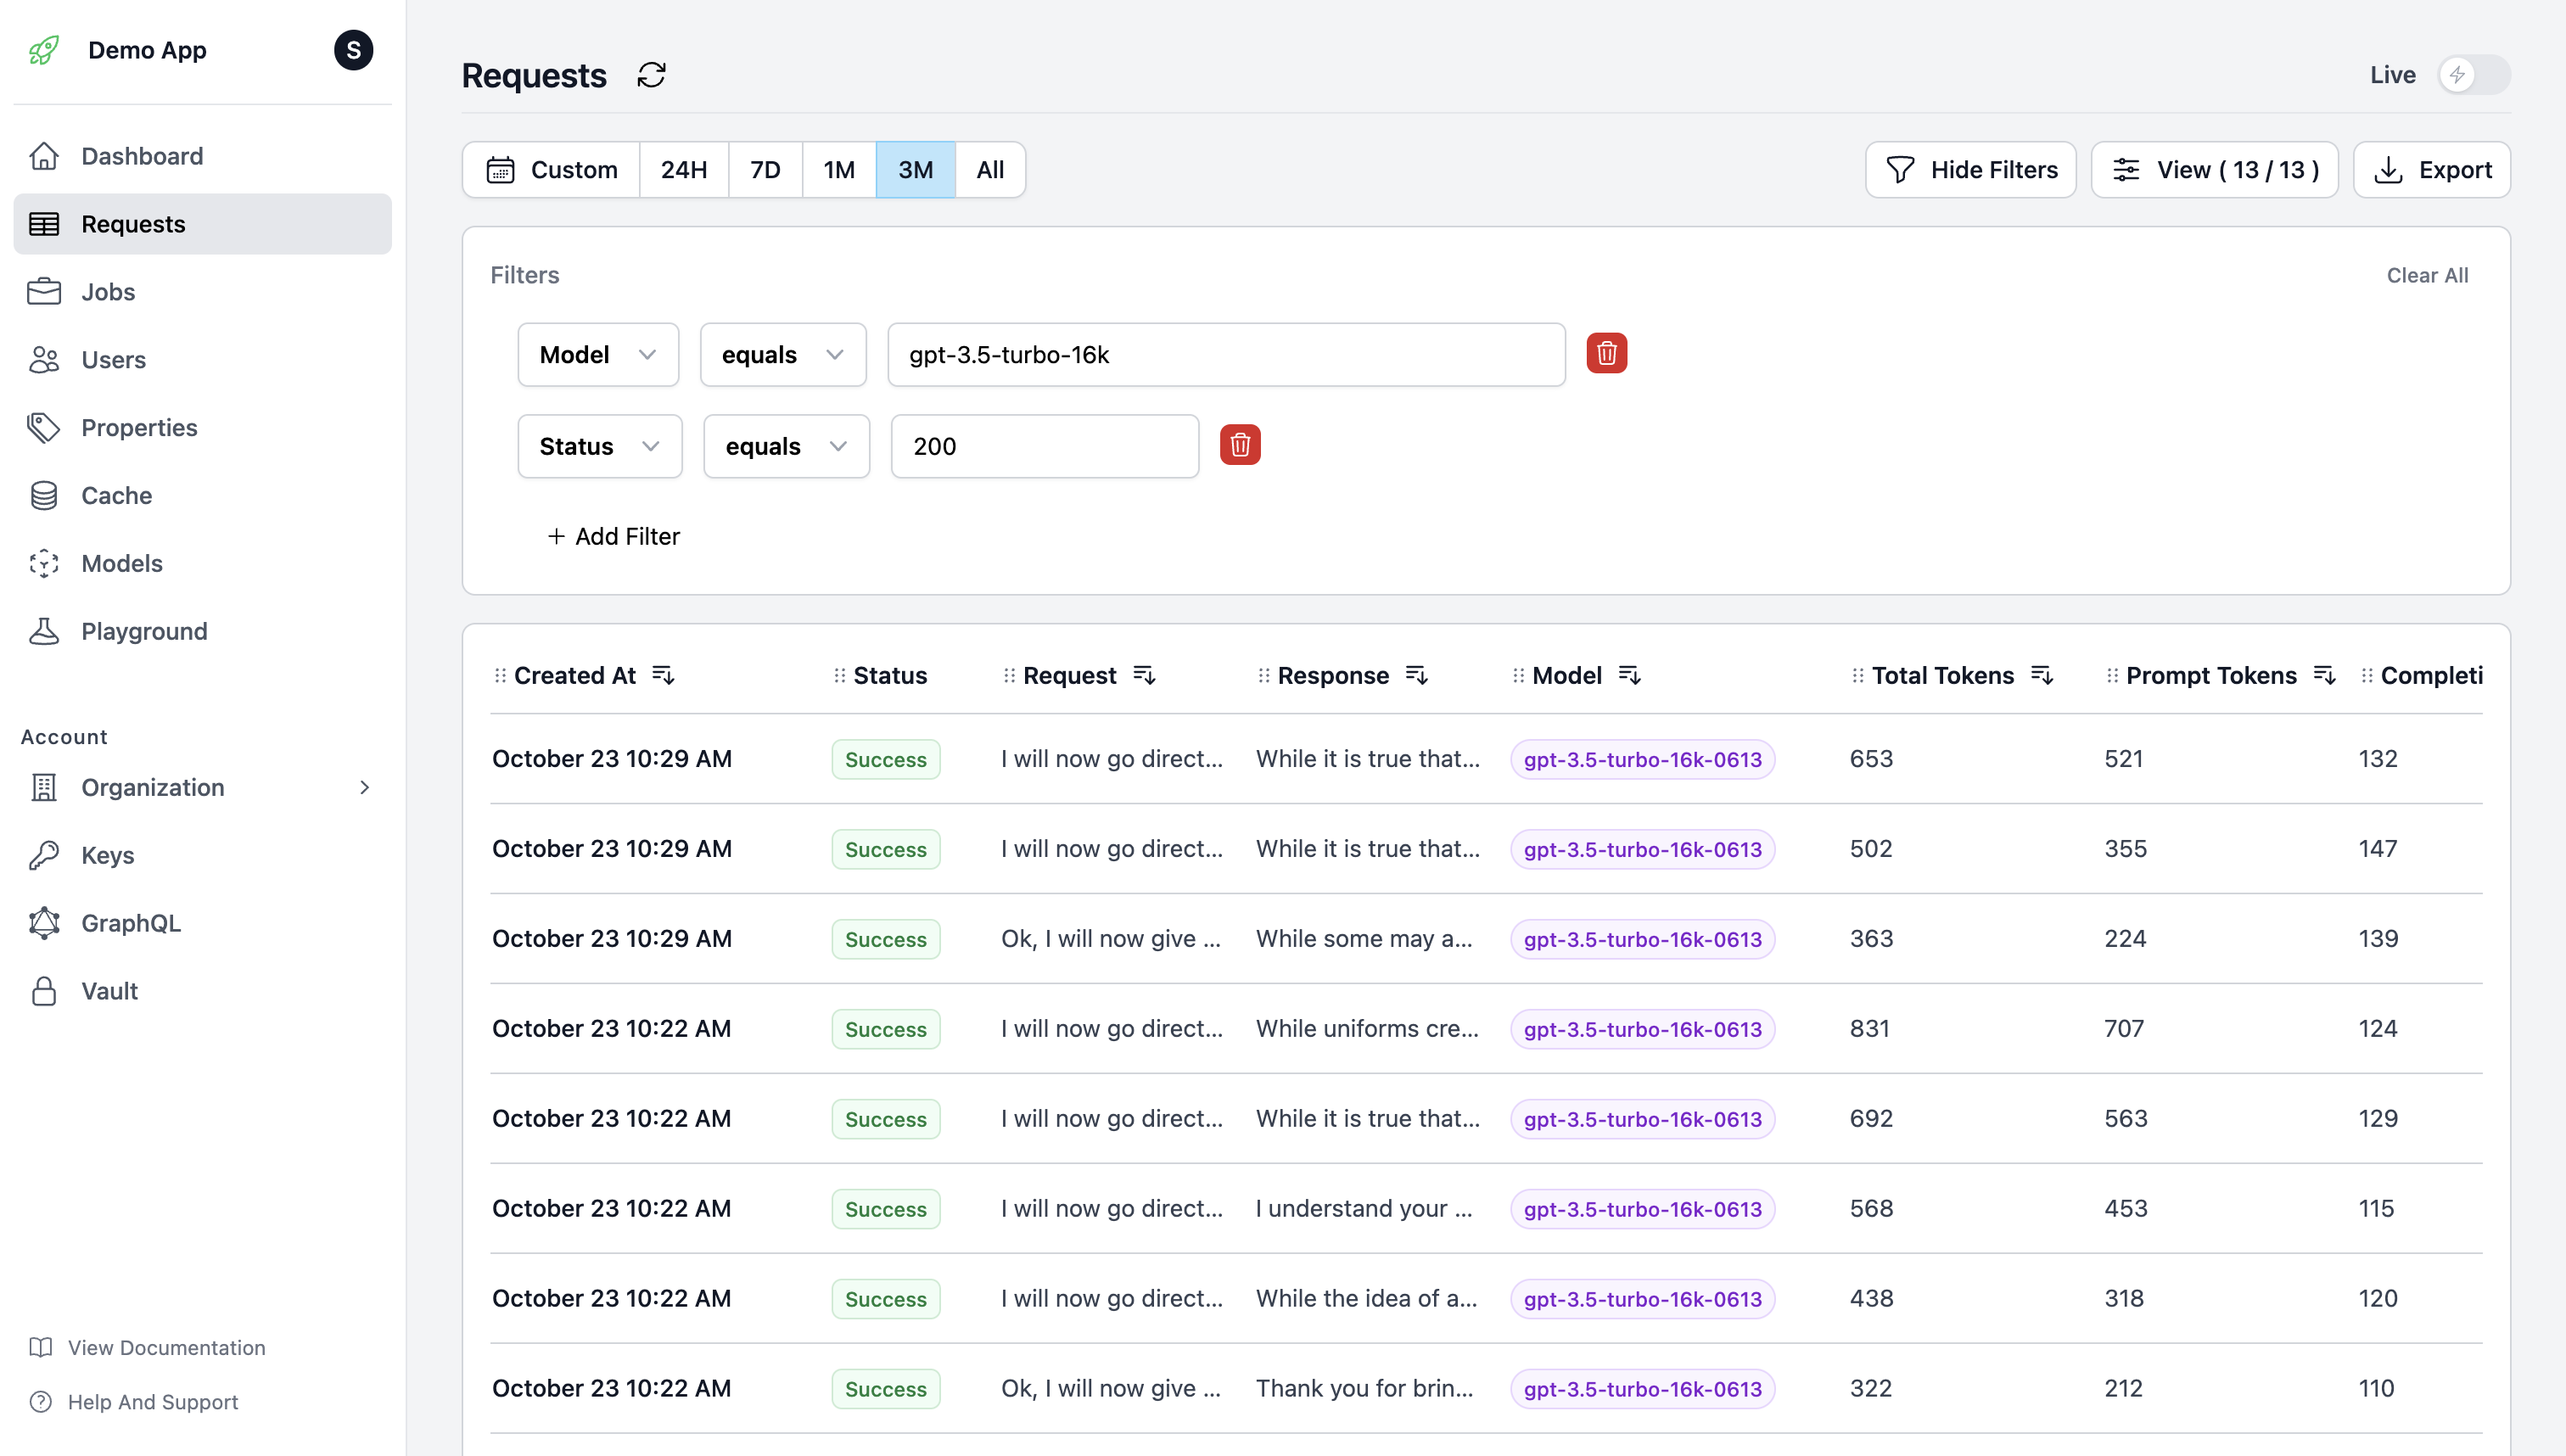 Demo App
S
Dashboard
Requests
Jobs
Users
Properties
Cache
Models
Playground
Account
Organization
Keys
GraphQL
Vault
View Documentation
Help And Support
Requests
Live
Custom 24H 7D 1M 3M All
Hide Filters View ( 13 / 13 ) Export
Filters Clear All
Model equals gpt-3.5-turbo-16k
Status equals 200
+ Add Filter
Created At Status Request Response Model Total Tokens Prompt Tokens Completi
October 23 10:29 AM Success I will now go direct... While it is true that... gpt-3.5-turbo-16k-0613 653 521 132
October 23 10:29 AM Success I will now go direct... While it is true that... gpt-3.5-turbo-16k-0613 502 355 147
October 23 10:29 AM Success Ok, I will now give ... While some may a... gpt-3.5-turbo-16k-0613 363 224 139
October 23 10:22 AM Success I will now go direct... While uniforms cre... gpt-3.5-turbo-16k-0613 831 707 124
October 23 10:22 AM Success I will now go direct... While it is true that... gpt-3.5-turbo-16k-0613 692 563 129
October 23 10:22 AM Success I will now go direct... I understand your ... gpt-3.5-turbo-16k-0613 568 453 115
October 23 10:22 AM Success I will now go direct... While the idea of a... gpt-3.5-turbo-16k-0613 438 318 120
October 23 10:22 AM Success Ok, I will now give ... Thank you for brin... gpt-3.5-turbo-16k-0613 322 212 110